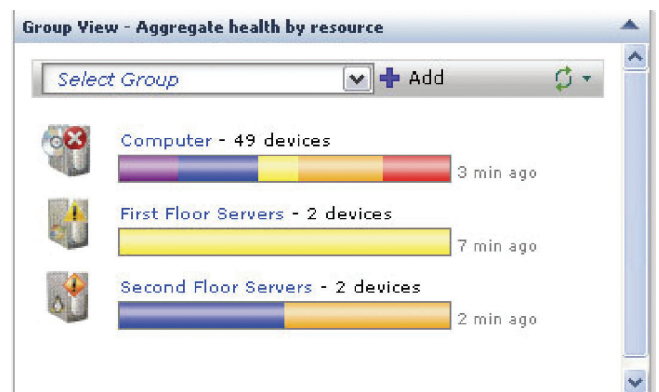 Group View - Aggregate health by resource
Select Group Add
Computer - 49 devices
3 min ago
First Floor Servers - 2 devices
7 min ago
Second Floor Servers - 2 devices
2 min ago